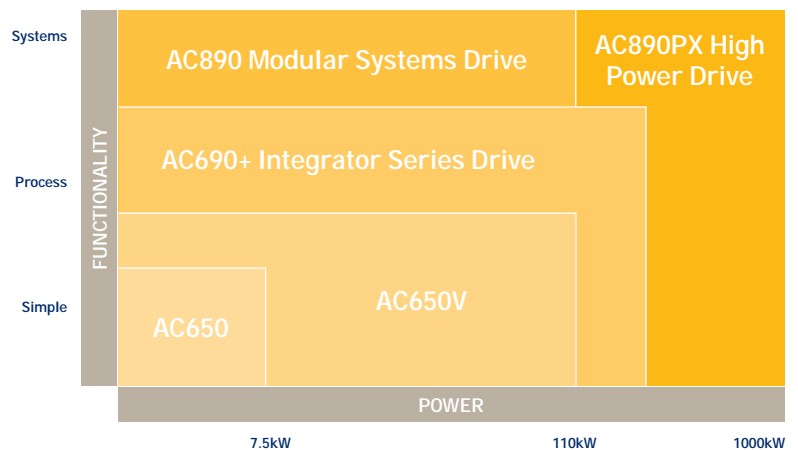 Systems
AC890 Modular Systems Drive
AC890PX High
Power Drive
FUNCTIONALITY
AC690+ Integrator Series Drive
Process
Simple
AC650V
AC650
POWER
7.5kW
110kW
1000kW